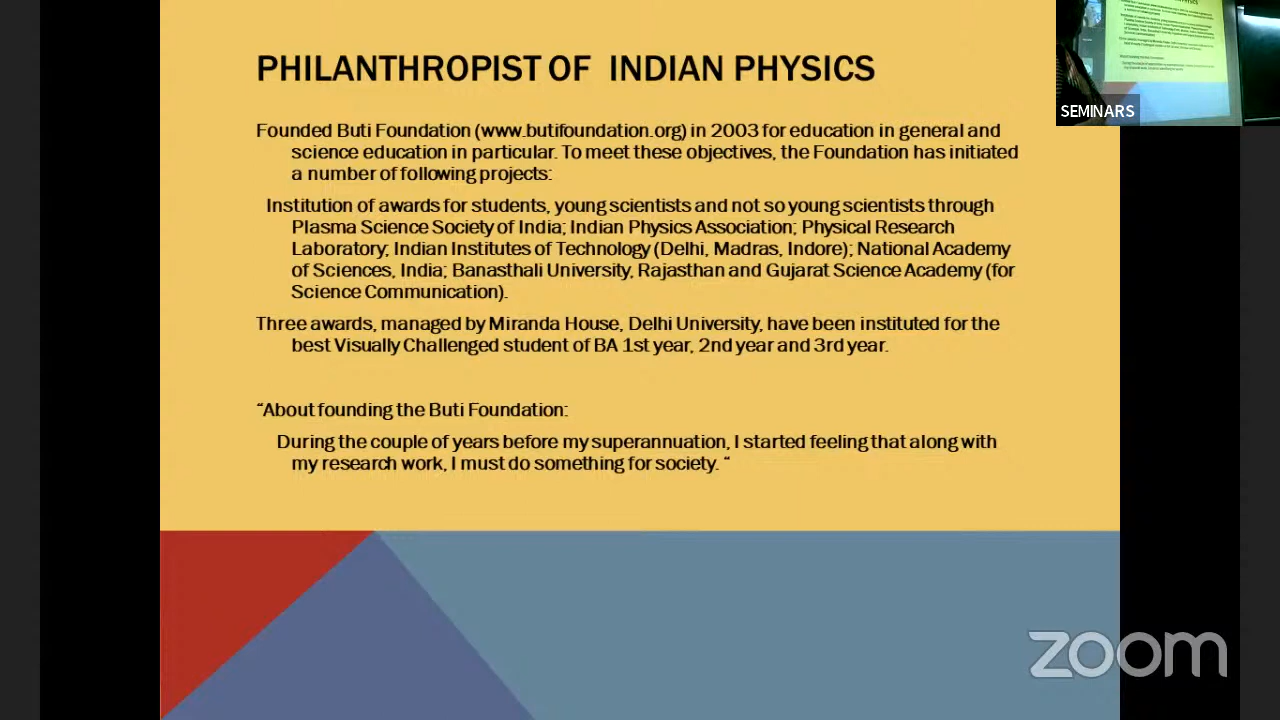 PHILANTHROPIST OF INDIAN PHYSICS
SEMINARS
Founded Buti Foundation (www.butifoundation.org) in 2003 for education in general and
science education in particular. To meet these objectives, the Foundation has initiated
a number of following projects:
Institution of awards for students, young scientists and not so young scientists through
Plasma Science Society of India; Indian Physics Association; Physical Research
Laboratory; Indian Institutes of Technology (Delhi, Madras, Indore); National Academy
of Sciences, India; Banasthali University, Rajasthan and Gujarat Science Academy (for
Science Communication).
Three awards, managed by Miranda House, Delhi University, have been instituted for the
best Visually Challenged student of BA 1st year, 2nd year and 3rd year.
“About founding the Buti Foundation:
During the couple of years before my superannuation, I started feeling that along with
my research work, I must do something for society. “
zoom